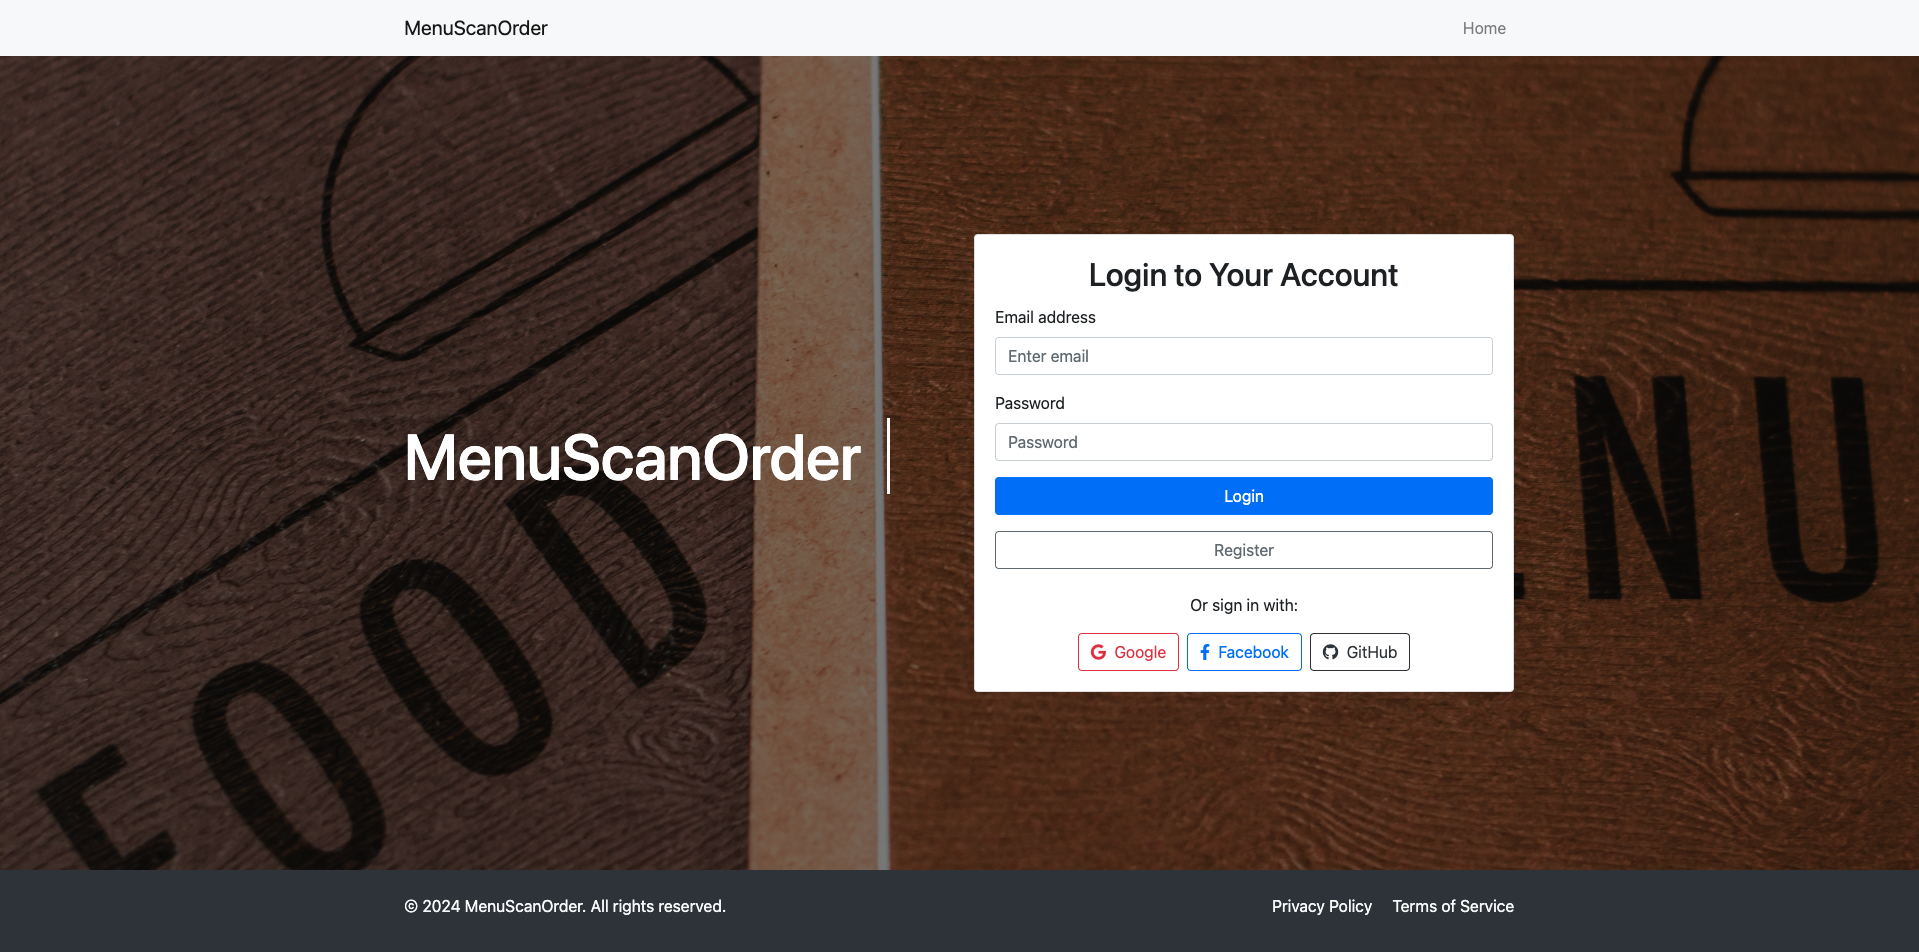 MenuScanOrder
Home
MenuScanOrder
Login to Your Account
Email address
Enter email
Password
Password
Login
Register
Or sign in with:
Google
Facebook
GitHub
FOOD
NU
© 2024 MenuScanOrder. All rights reserved.
Privacy Policy
Terms of Service